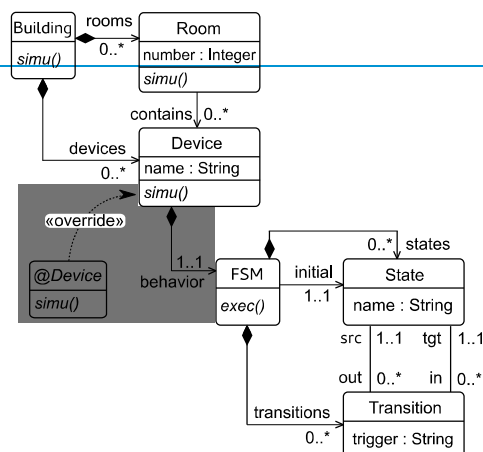 Building
simu()
rooms
0..*
Room
number : Integer
simu()
contains
0..*
devices
0..*
Device
name : String
simu()
«override»
@Device
simu()
1..1
behavior
FSM
exec()
0..*
states
initial
1..1
State
name : String
src
1..1
tgt
1..1
out
0..*
in
0..*
transitions
0..*
Transition
trigger : String